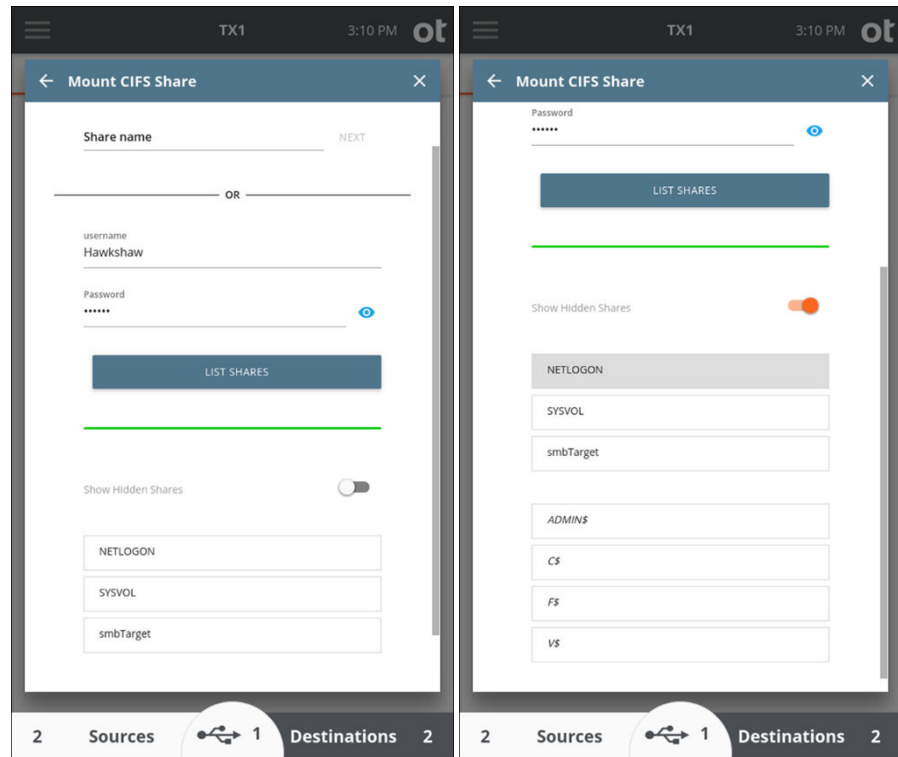 TX1 3:10 PM ot
Mount CIFS Share
Share name NEXT
OR
username
Hawkshaw
Password
••••••
LIST SHARES
Show Hidden Shares
NETLOGON
SYSVOL
smbTarget
2 Sources 1 Destinations 2
TX1 3:10 PM ot
Mount CIFS Share
Password
••••••
LIST SHARES
Show Hidden Shares
NETLOGON
SYSVOL
smbTarget
ADMIN$
C$
F$
V$
2 Sources 1 Destinations 2